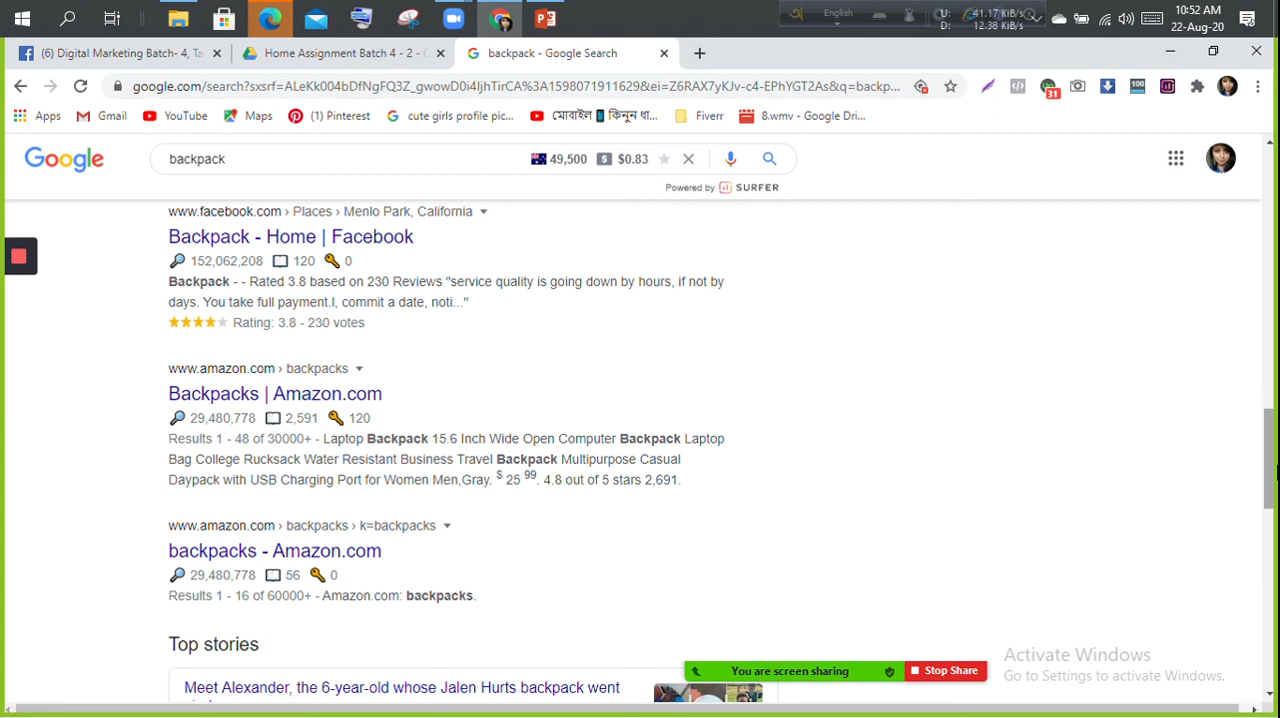 10:52 AM
22-Aug-20
English
U: 41.17 KiB/s
D: 12.38 KiB/s
(6) Digital Marketing Batch- 4, Ta
Home Assignment Batch 4 - 2 - G
backpack - Google Search
google.com/search?sxsrf=ALeKk004bDfNgFQ3Z_gwowD0i4IjhTirCA%3A1598071911629&ei=Z6RAX7yKJv-c4-EPhYGT2As&q=backp...
31
100
Apps
Gmail
YouTube
Maps
(1) Pinterest
cute girls profile pic...
মোবাইল কিনুন ধা...
Fiverr
8.wmv - Google Dri...
Google
backpack
49,500 $0.83
Powered by SURFER
www.facebook.com › Places › Menlo Park, California
Backpack - Home | Facebook
152,062,208 120 0
Backpack - - Rated 3.8 based on 230 Reviews "service quality is going down by hours, if not by
days. You take full payment.I, commit a date, noti..."
Rating: 3.8 - 230 votes
www.amazon.com › backpacks
Backpacks | Amazon.com
29,480,778 2,591 120
Results 1 - 48 of 30000+ - Laptop Backpack 15.6 Inch Wide Open Computer Backpack Laptop
Bag College Rucksack Water Resistant Business Travel Backpack Multipurpose Casual
Daypack with USB Charging Port for Women Men,Gray. $ 25 99. 4.8 out of 5 stars 2,691.
www.amazon.com › backpacks › k=backpacks
backpacks - Amazon.com
29,480,778 56 0
Results 1 - 16 of 60000+ - Amazon.com: backpacks.
Top stories
Meet Alexander, the 6-year-old whose Jalen Hurts backpack went
You are screen sharing
Stop Share
Activate Windows
Go to Settings to activate Windows.